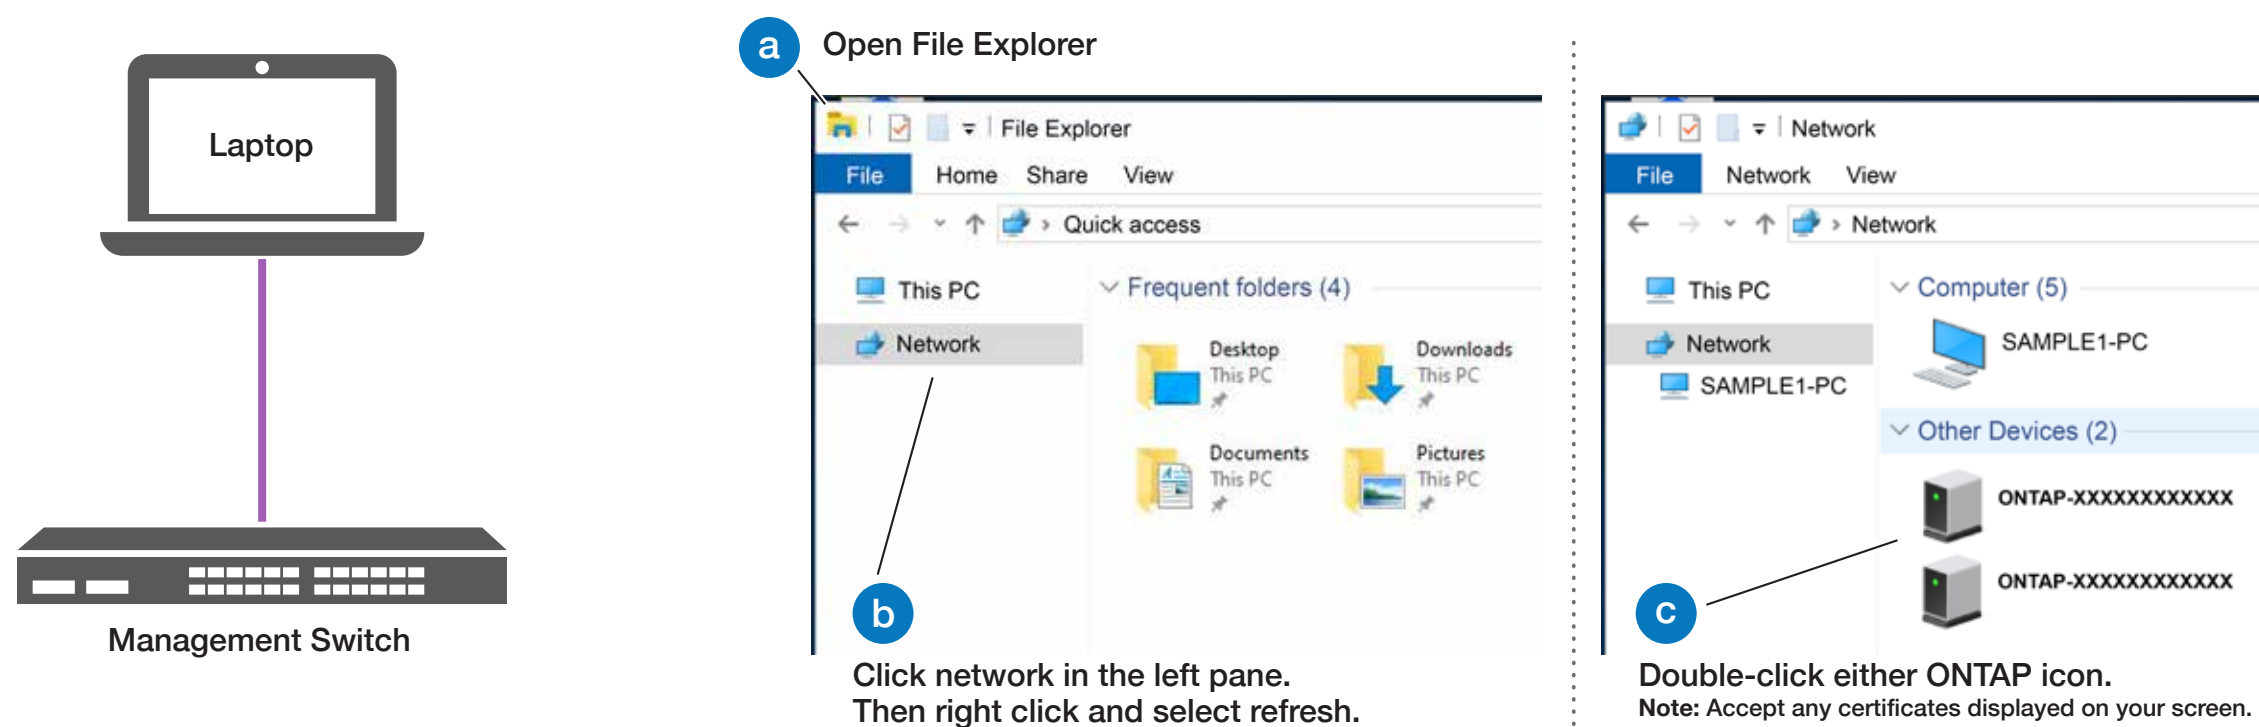 Laptop
Management Switch
a
Open File Explorer
File Explorer
File Home Share View
Quick access
This PC
Network
Frequent folders (4)
Desktop
This PC
Downloads
This PC
Documents
This PC
Pictures
This PC
b
Click network in the left pane.
Then right click and select refresh.
Network
File Network View
Network
This PC
Network
SAMPLE1-PC
Computer (5)
SAMPLE1-PC
Other Devices (2)
ONTAP-XXXXXXXXXXXX
ONTAP-XXXXXXXXXXXX
c
Double-click either ONTAP icon.
Note: Accept any certificates displayed on your screen.